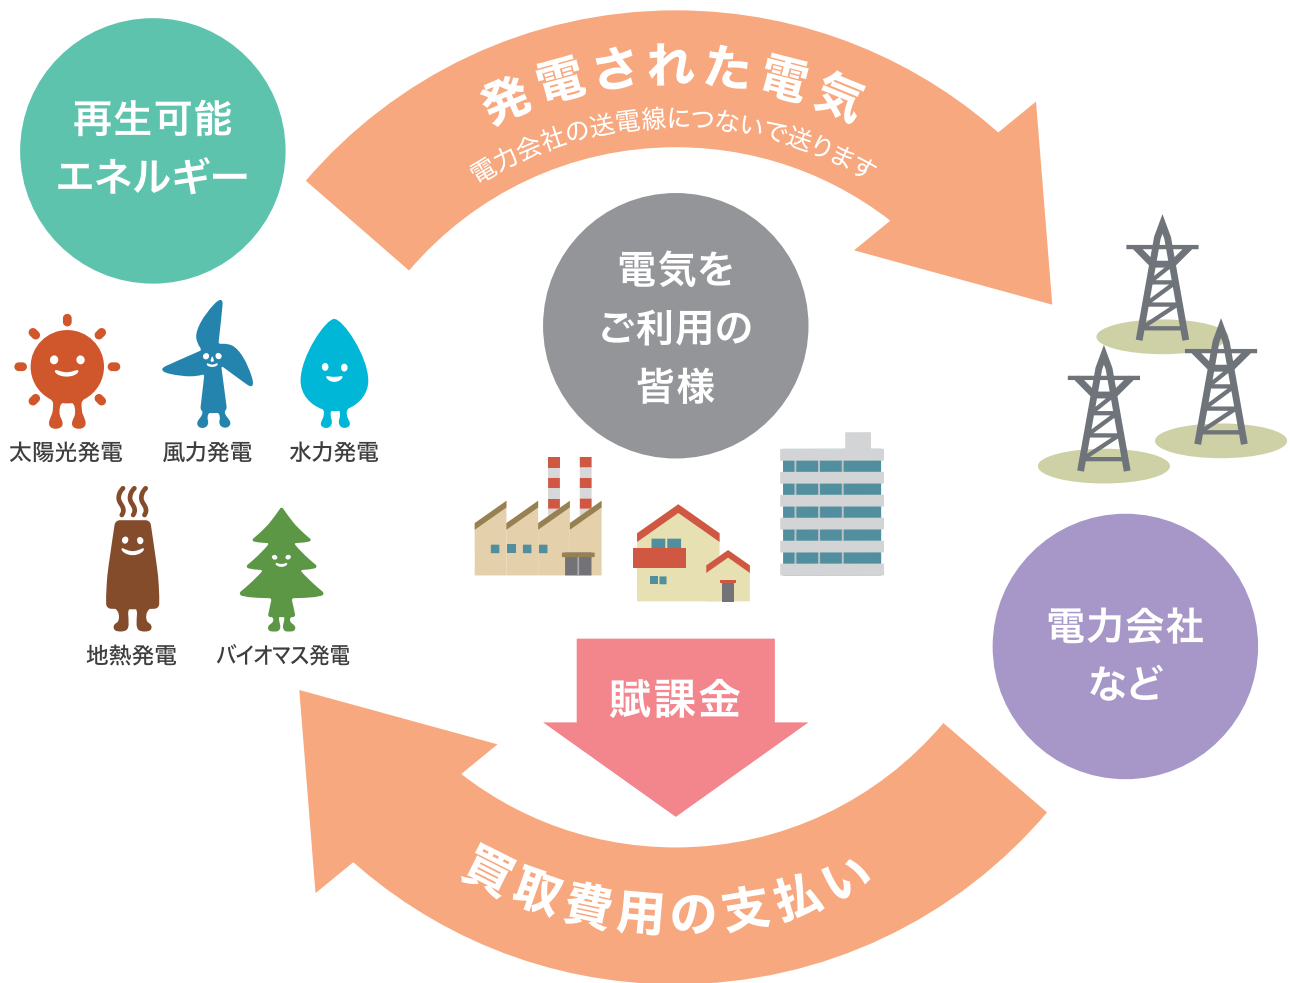 再生可能
エネルギー
発電された電気
電力会社の送電線につないで送ります
電気を
ご利用の
皆様
太陽光発電
風力発電
水力発電
地熱発電
バイオマス発電
電力会社
など
賦課金
買取費用の支払い